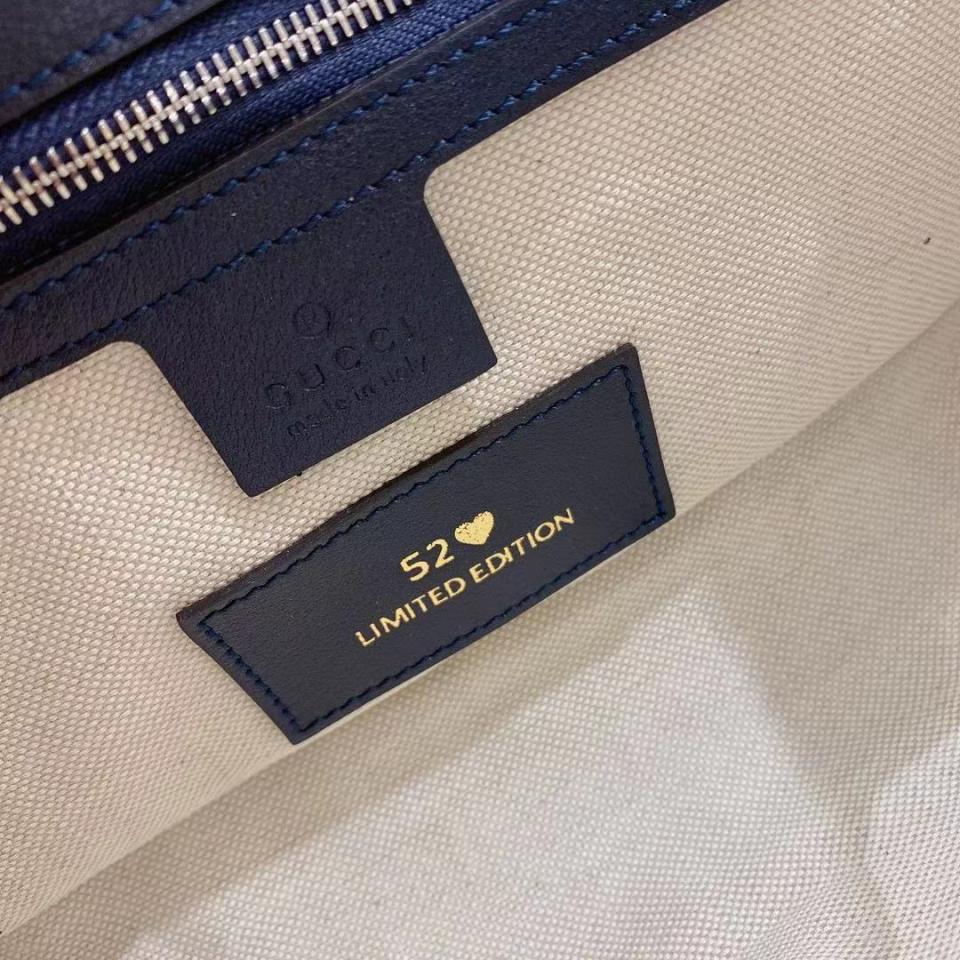 GUCCI
made in italy
52♥
LIMITED EDITION